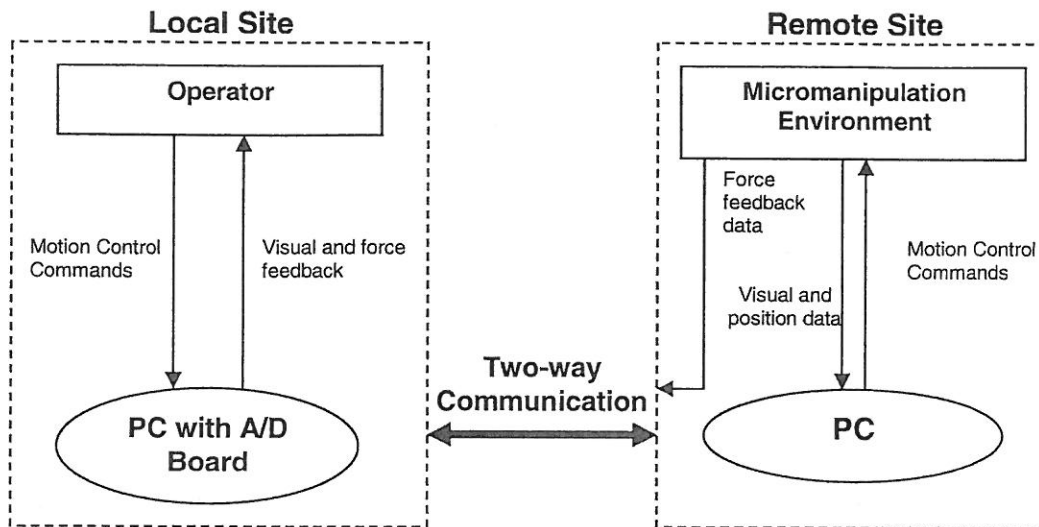 Local Site
Operator
Motion Control
Commands
Visual and force
feedback
PC with A/D
Board
Two-way
Communication
Remote Site
Micromanipulation
Environment
Force
feedback
data
Visual and
position data
Motion Control
Commands
PC